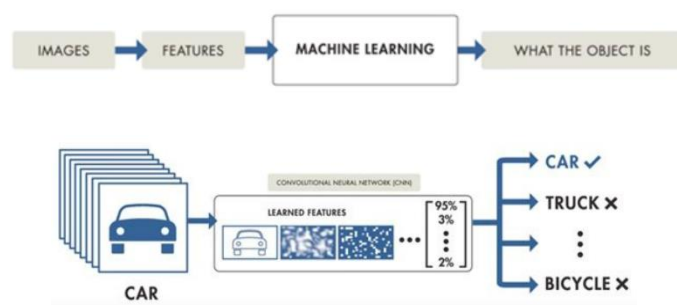 IMAGES
FEATURES
MACHINE LEARNING
WHAT THE OBJECT IS
CONVOLUTIONAL NEURAL NETWORK (CNN)
LEARNED FEATURES
95%
3%
2%
CAR
CAR
TRUCK
BICYCLE